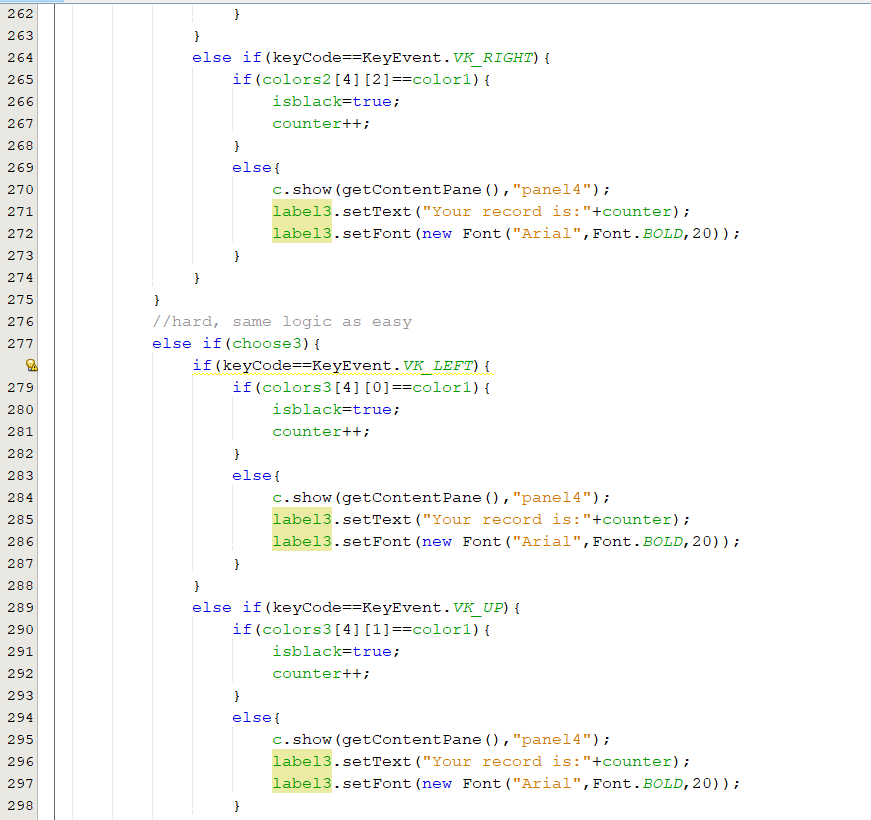 262                    }
263                }
264                else if(keyCode==KeyEvent.VK_RIGHT){
265                    if(colors2[4][2]==color1){
266                        isblack=true;
267                        counter++;
268                    }
269                    else{
270                        c.show(getContentPane(),"panel4");
271                        label3.setText("Your record is:"+counter);
272                        label3.setFont(new Font("Arial",Font.BOLD,20));
273                    }
274                }
275            }
276            //hard, same logic as easy
277            else if(choose3){
                if(keyCode==KeyEvent.VK_LEFT){
279                    if(colors3[4][0]==color1){
280                        isblack=true;
281                        counter++;
282                    }
283                    else{
284                        c.show(getContentPane(),"panel4");
285                        label3.setText("Your record is:"+counter);
286                        label3.setFont(new Font("Arial",Font.BOLD,20));
287                    }
288                }
289                else if(keyCode==KeyEvent.VK_UP){
290                    if(colors3[4][1]==color1){
291                        isblack=true;
292                        counter++;
293                    }
294                    else{
295                        c.show(getContentPane(),"panel4");
296                        label3.setText("Your record is:"+counter);
297                        label3.setFont(new Font("Arial",Font.BOLD,20));
298                    }